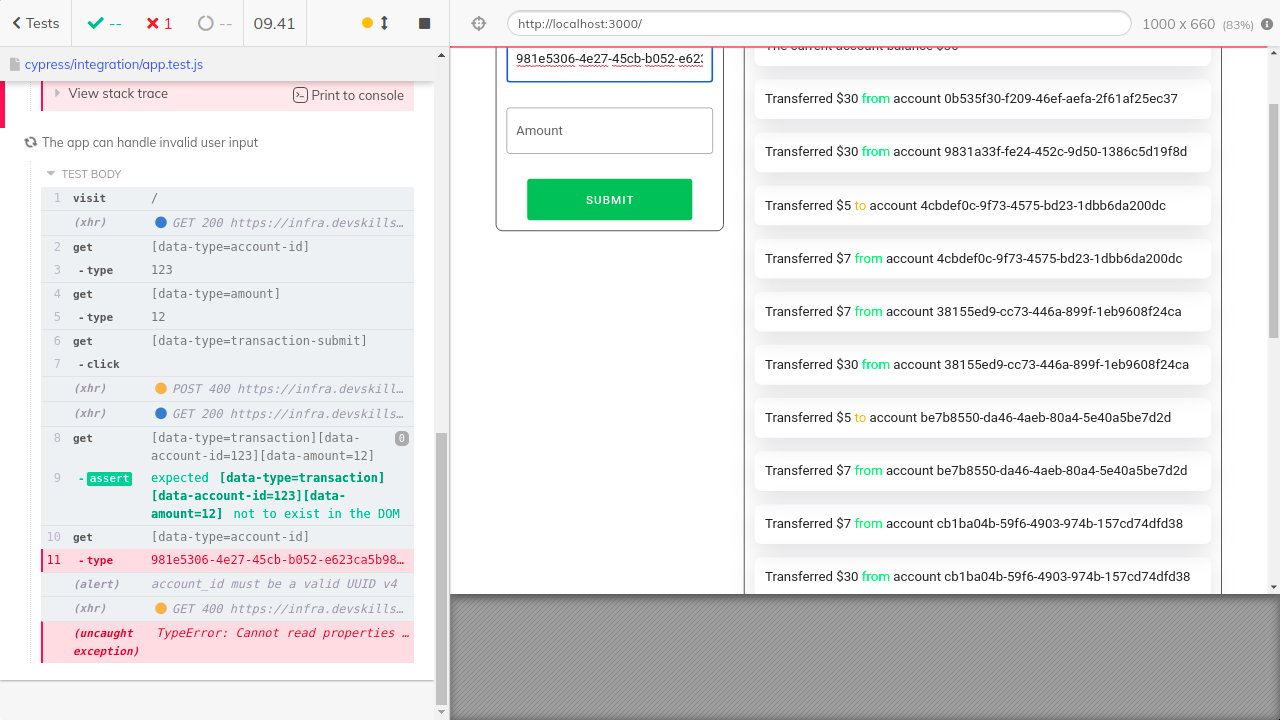 Tests
--
1
--
09.41
http://localhost:3000/
1000 x 660 (83%)
cypress/integration/app.test.js
View stack trace
Print to console
The app can handle invalid user input
TEST BODY
1 visit /
(xhr) GET 200 https://infra.devskills…
2 get [data-type=account-id]
3 -type 123
4 get [data-type=amount]
5 -type 12
6 get [data-type=transaction-submit]
7 -click
(xhr) POST 400 https://infra.devskill…
(xhr) GET 200 https://infra.devskills…
8 get [data-type=transaction][data-
account-id=123][data-amount=12] 0
9 -assert expected [data-type=transaction]
[data-account-id=123][data-
amount=12] not to exist in the DOM
10 get [data-type=account-id]
11 -type 981e5306-4e27-45cb-b052-e623ca5b98…
(alert) account_id must be a valid UUID v4
(xhr) GET 400 https://infra.devskills…
(uncaught exception) TypeError: Cannot read properties …
981e5306-4e27-45cb-b052-e623
Amount
SUBMIT
The current account balance $30
Transferred $30 from account 0b535f30-f209-46ef-aefa-2f61af25ec37
Transferred $30 from account 9831a33f-fe24-452c-9d50-1386c5d19f8d
Transferred $5 to account 4cbdef0c-9f73-4575-bd23-1dbb6da200dc
Transferred $7 from account 4cbdef0c-9f73-4575-bd23-1dbb6da200dc
Transferred $7 from account 38155ed9-cc73-446a-899f-1eb9608f24ca
Transferred $30 from account 38155ed9-cc73-446a-899f-1eb9608f24ca
Transferred $5 to account be7b8550-da46-4aeb-80a4-5e40a5be7d2d
Transferred $7 from account be7b8550-da46-4aeb-80a4-5e40a5be7d2d
Transferred $7 from account cb1ba04b-59f6-4903-974b-157cd74dfd38
Transferred $30 from account cb1ba04b-59f6-4903-974b-157cd74dfd38